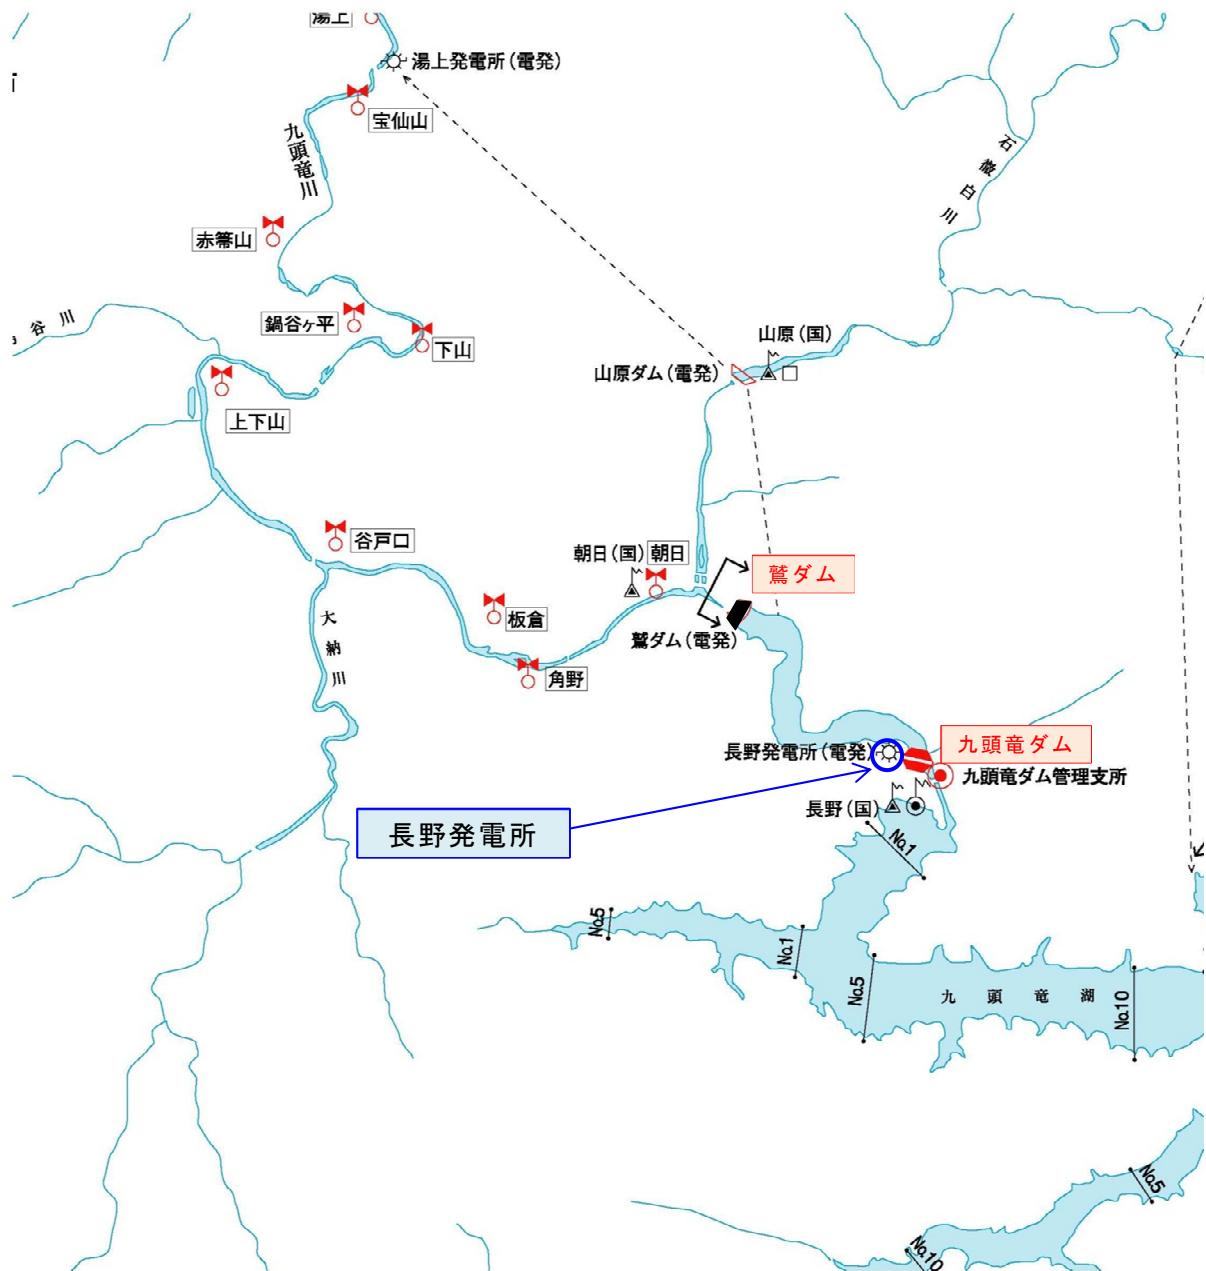 湯上
湯上発電所(電発)
宝仙山
九頭竜川
石徹白川
赤箒山
谷川
鍋谷ヶ平
下山
山原(国)
山原ダム(電発)
上下山
谷戸口
朝日(国)
朝日
鷲ダム
大納川
板倉
鷲ダム(電発)
角野
長野発電所(電発)
九頭竜ダム
九頭竜ダム管理支所
長野(国)
長野発電所
No.1
No.5
No.1
No.5
九頭竜湖
No.10
No.5
No.10